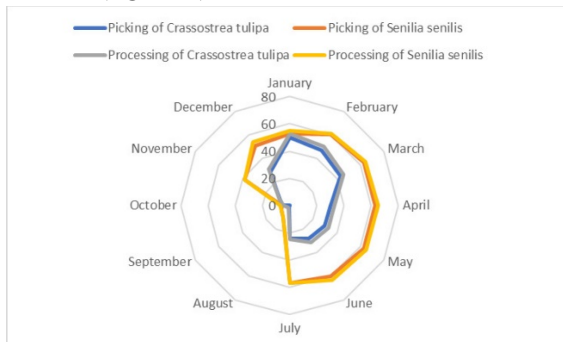 Picking of Crassostrea tulipa Picking of Senilia senilis
Processing of Crassostrea tulipa Processing of Senilia senilis
January
80
December February
60
November 40 March
20
October 0 April
September May
August June
July